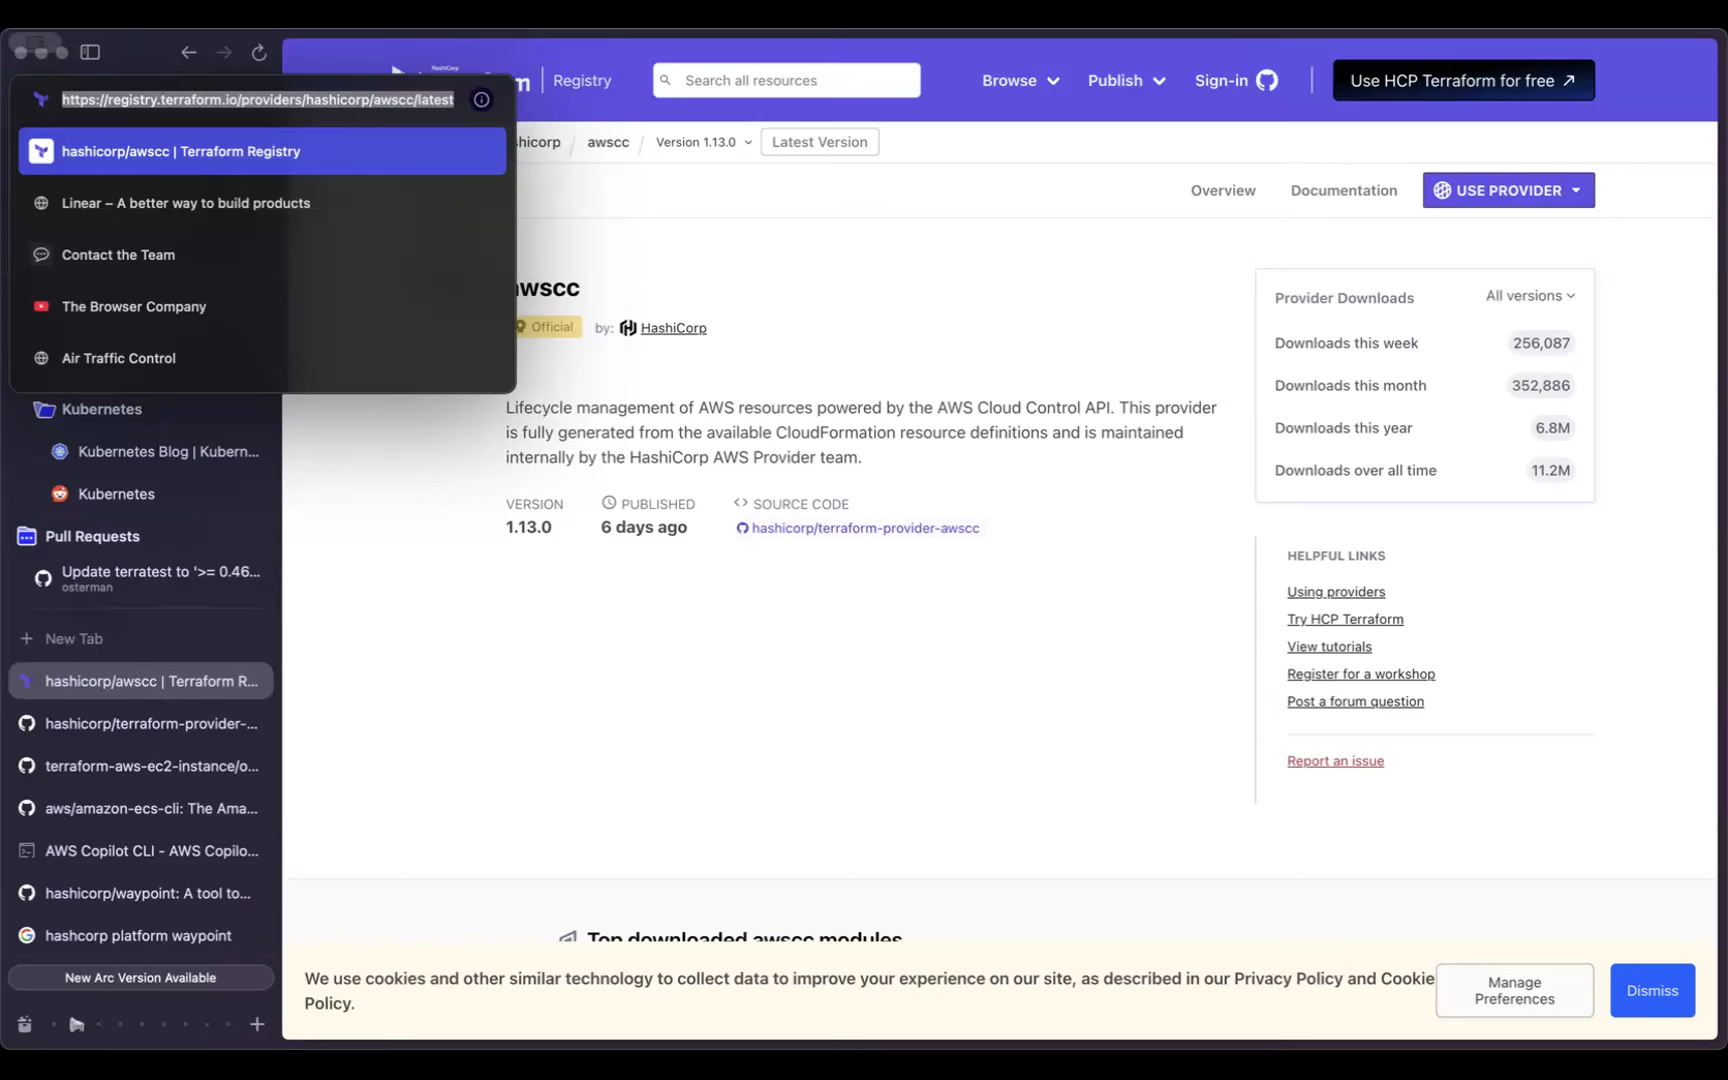 https://registry.terraform.io/providers/hashicorp/awscc/latest
hashicorp/awscc | Terraform Registry
Linear – A better way to build products
Contact the Team
The Browser Company
Air Traffic Control
Kubernetes
Kubernetes Blog | Kubern...
Kubernetes
Pull Requests
Update terratest to '>= 0.46...
osterman
New Tab
hashicorp/awscc | Terraform R...
hashicorp/terraform-provider-...
terraform-aws-ec2-instance/o...
aws/amazon-ecs-cli: The Ama...
AWS Copilot CLI - AWS Copilo...
hashicorp/waypoint: A tool to...
hashcorp platform waypoint
New Arc Version Available
HashiCorp
m | Registry
Search all resources
Browse
Publish
Sign-in
Use HCP Terraform for free
shicorp / awscc / Version 1.13.0
Latest Version
Overview
Documentation
USE PROVIDER
awscc
Official by: HashiCorp
Lifecycle management of AWS resources powered by the AWS Cloud Control API. This provider
is fully generated from the available CloudFormation resource definitions and is maintained
internally by the HashiCorp AWS Provider team.
VERSION
1.13.0
PUBLISHED
6 days ago
SOURCE CODE
hashicorp/terraform-provider-awscc
Provider Downloads All versions
Downloads this week 256,087
Downloads this month 352,886
Downloads this year 6.8M
Downloads over all time 11.2M
HELPFUL LINKS
Using providers
Try HCP Terraform
View tutorials
Register for a workshop
Post a forum question
Report an issue
Top downloaded awscc modules
We use cookies and other similar technology to collect data to improve your experience on our site, as described in our Privacy Policy and Cookie
Policy.
Manage
Preferences
Dismiss